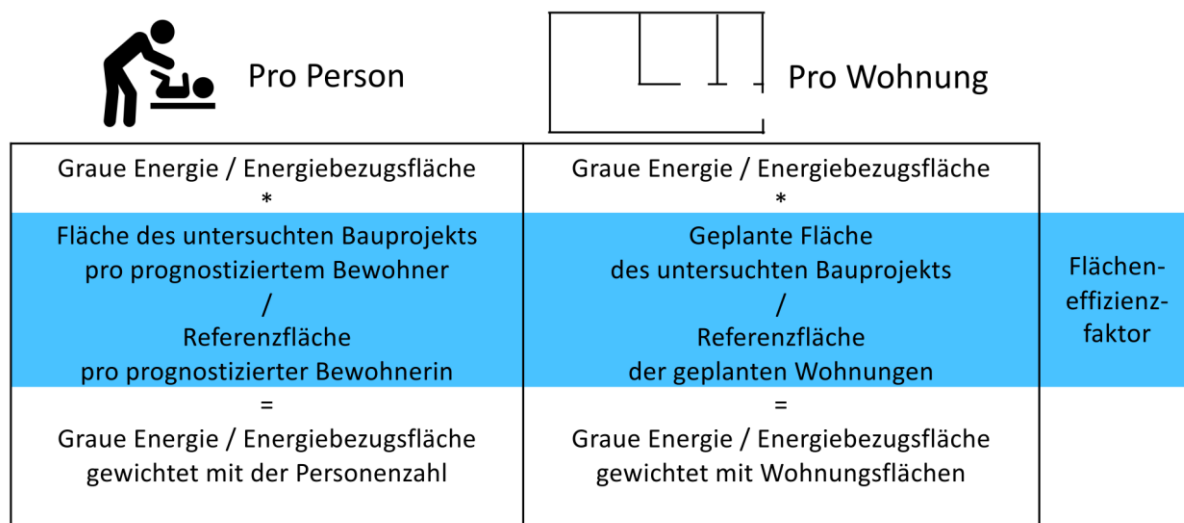 Pro Person
Pro Wohnung
Graue Energie / Energiebezugsfläche
*
Fläche des untersuchten Bauprojekts
pro prognostiziertem Bewohner
/
Referenzfläche
pro prognostizierter Bewohnerin
=
Graue Energie / Energiebezugsfläche
gewichtet mit der Personenzahl
Graue Energie / Energiebezugsfläche
*
Geplante Fläche
des untersuchten Bauprojekts
/
Referenzfläche
der geplanten Wohnungen
=
Graue Energie / Energiebezugsfläche
gewichtet mit Wohnungsflächen
Flächen-
effizienz-
faktor